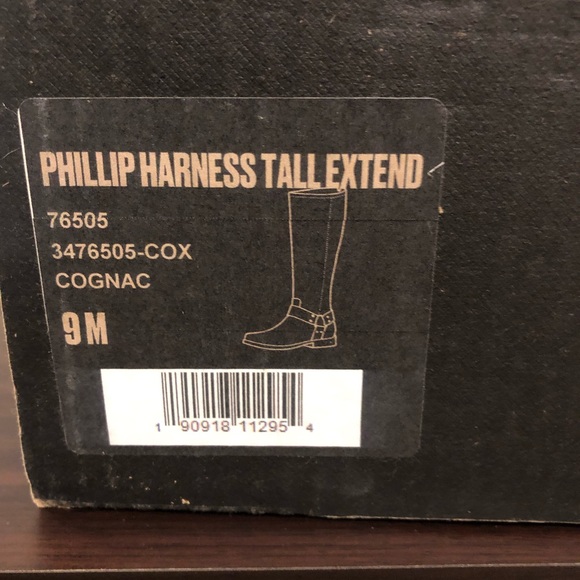 PHILLIP HARNESS TALL EXTEND
76505
3476505-COX
COGNAC
9 M
1 90918 11295 4